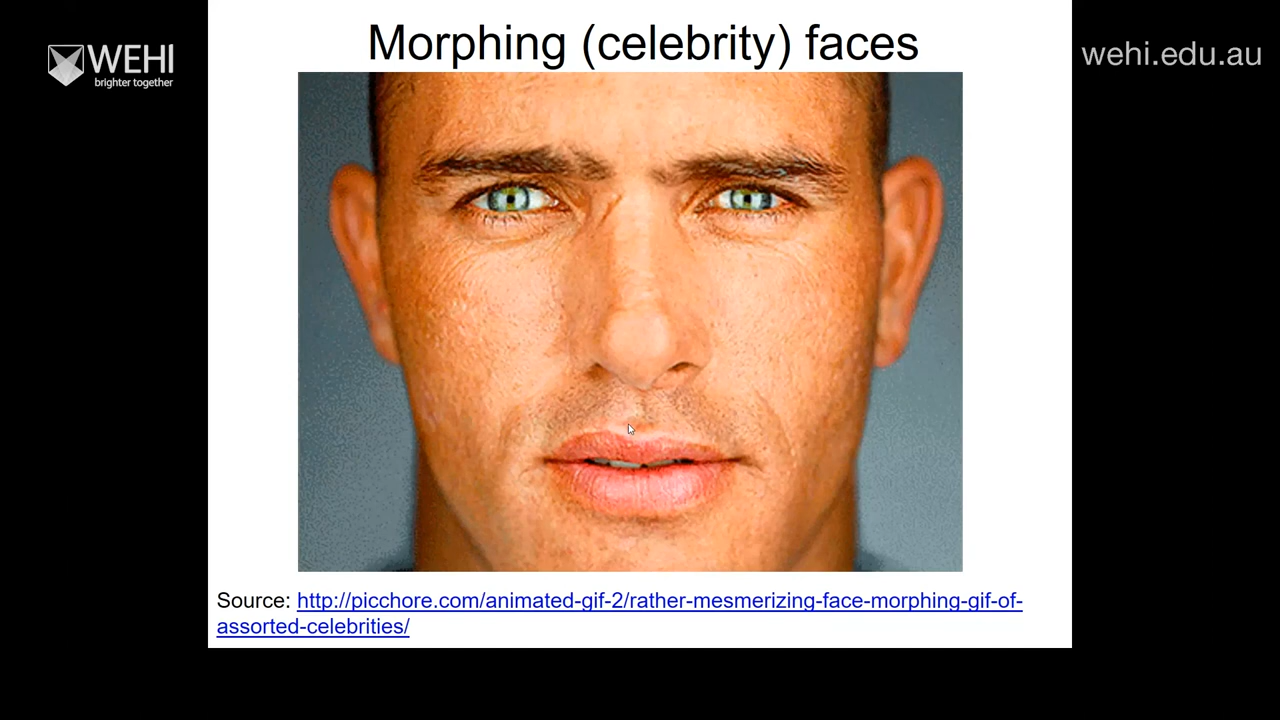 Morphing (celebrity) faces
WEHI
brighter together
wehi.edu.au
Source: http://picchore.com/animated-gif-2/rather-mesmerizing-face-morphing-gif-of-
assorted-celebrities/